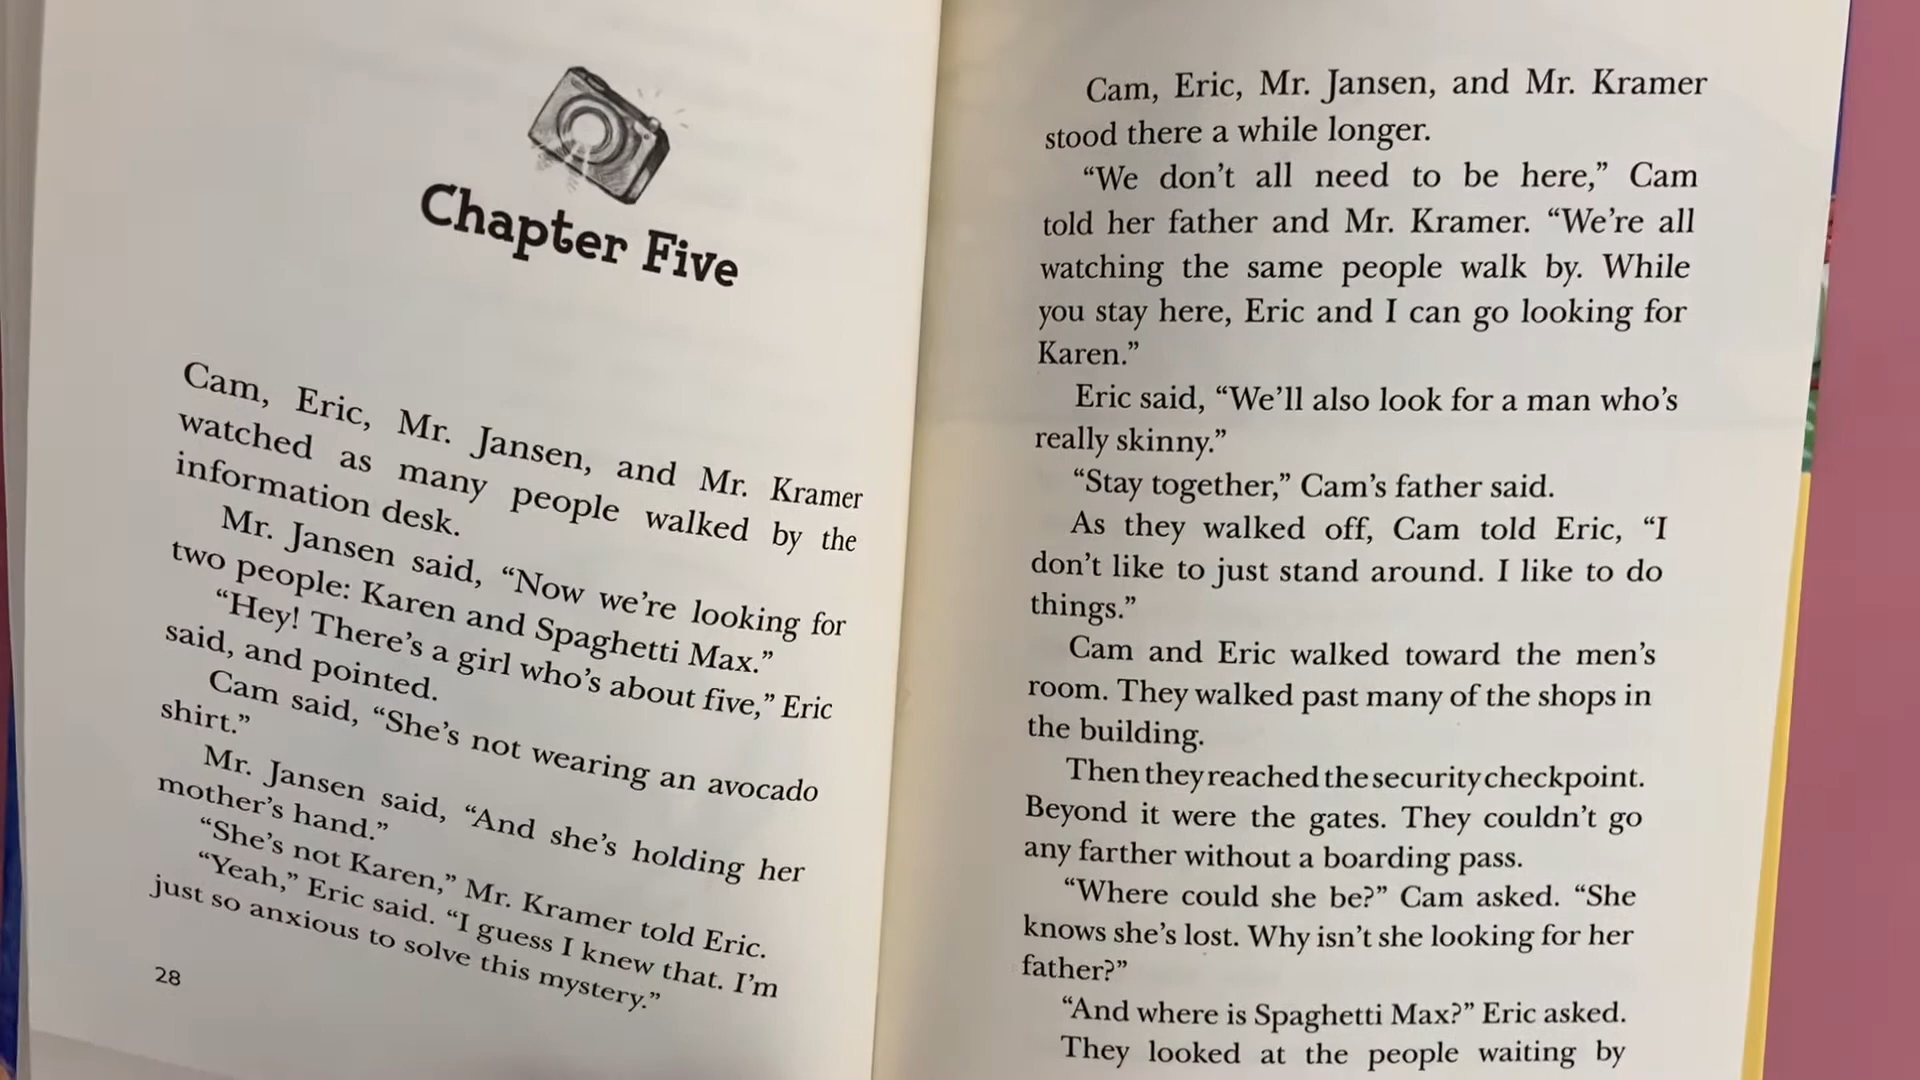 Chapter Five
Cam, Eric, Mr. Jansen, and Mr. Kramer
watched as many people walked by the
information desk.
Mr. Jansen said, “Now we’re looking for
two people: Karen and Spaghetti Max.”
“Hey! There’s a girl who’s about five,” Eric
said, and pointed.
Cam said, “She’s not wearing an avocado
shirt.”
Mr. Jansen said, “And she’s holding her
mother’s hand.”
“She’s not Karen,” Mr. Kramer told Eric.
“Yeah,” Eric said. “I guess I knew that. I’m
just so anxious to solve this mystery.”
28
Cam, Eric, Mr. Jansen, and Mr. Kramer
stood there a while longer.
“We don’t all need to be here,” Cam
told her father and Mr. Kramer. “We’re all
watching the same people walk by. While
you stay here, Eric and I can go looking for
Karen.”
Eric said, “We’ll also look for a man who’s
really skinny.”
“Stay together,” Cam’s father said.
As they walked off, Cam told Eric, “I
don’t like to just stand around. I like to do
things.”
Cam and Eric walked toward the men’s
room. They walked past many of the shops in
the building.
Then they reached the security checkpoint.
Beyond it were the gates. They couldn’t go
any farther without a boarding pass.
“Where could she be?” Cam asked. “She
knows she’s lost. Why isn’t she looking for her
father?”
“And where is Spaghetti Max?” Eric asked.
They looked at the people waiting by